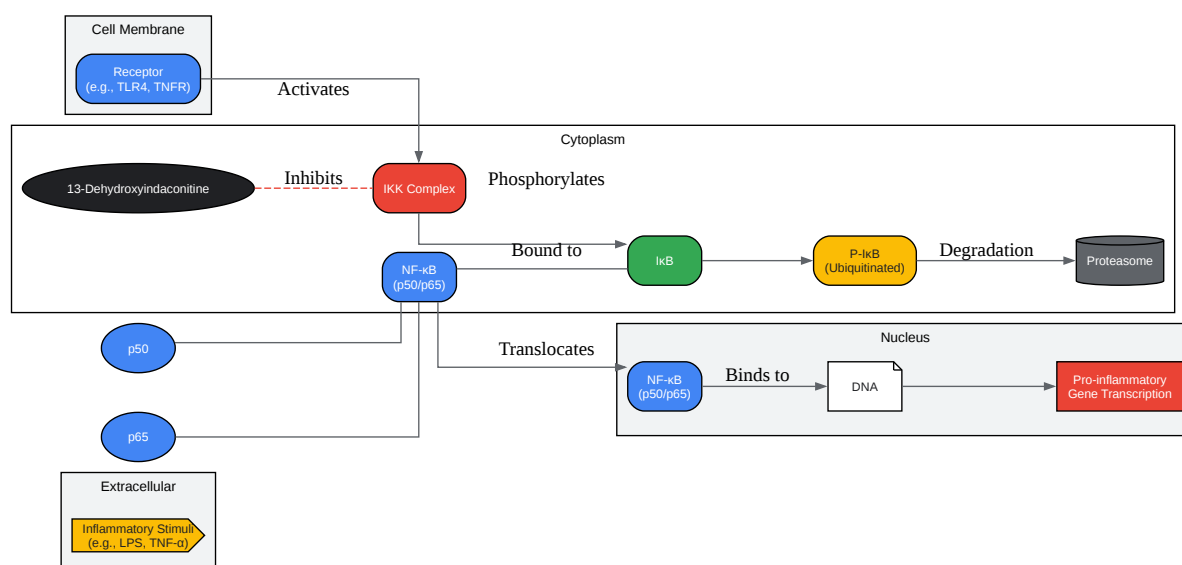 Cell Membrane
Receptor
(e.g., TLR4, TNFR)
Activates
Cytoplasm
13-Dehydroxyindaconitine
Inhibits
IKK Complex
Phosphorylates
Bound to
NF-κB
(p50/p65)
IκB
P-IκB
(Ubiquitinated)
Degradation
Proteasome
p50
p65
Translocates
Nucleus
NF-κB
(p50/p65)
Binds to
DNA
Pro-inflammatory
Gene Transcription
Extracellular
Inflammatory Stimuli
(e.g., LPS, TNF-α)